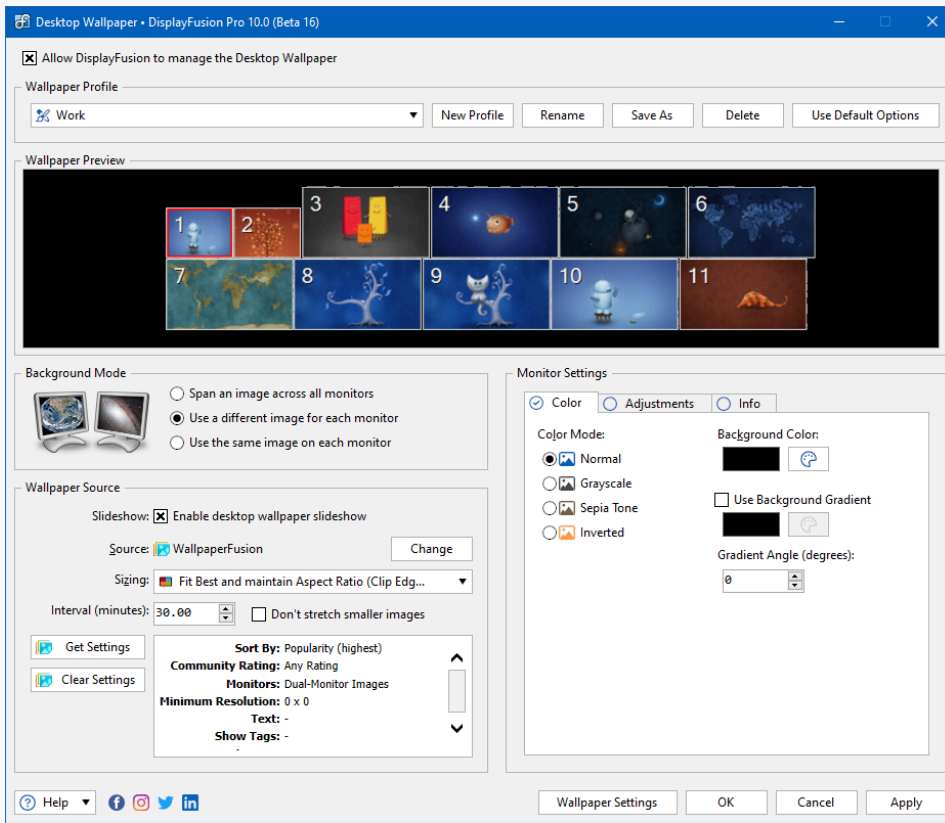 Desktop Wallpaper • DisplayFusion Pro 10.0 (Beta 16)
Allow DisplayFusion to manage the Desktop Wallpaper
Wallpaper Profile
Work
New Profile
Rename
Save As
Delete
Use Default Options
Wallpaper Preview
1
2
3
4
5
6
7
8
9
10
11
Background Mode
Span an image across all monitors
Use a different image for each monitor
Use the same image on each monitor
Wallpaper Source
Slideshow: Enable desktop wallpaper slideshow
Source: WallpaperFusion
Change
Sizing: Fit Best and maintain Aspect Ratio (Clip Edg...
Interval (minutes): 30.00
Don't stretch smaller images
Get Settings
Clear Settings
Sort By: Popularity (highest)
Community Rating: Any Rating
Monitors: Dual-Monitor Images
Minimum Resolution: 0 x 0
Text: -
Show Tags: -
Monitor Settings
Color
Adjustments
Info
Color Mode:
Normal
Grayscale
Sepia Tone
Inverted
Background Color:
Use Background Gradient
Gradient Angle (degrees):
0
Help
Wallpaper Settings
OK
Cancel
Apply